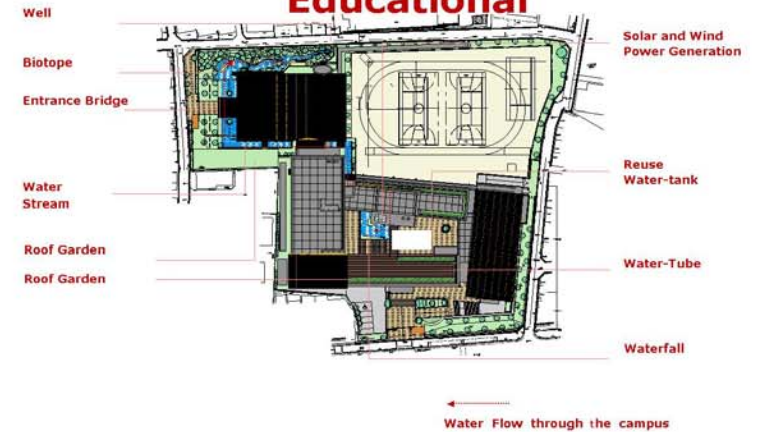 Educational
Well
Biotope
Entrance Bridge
Water
Stream
Roof Garden
Roof Garden
Solar and Wind
Power Generation
Reuse
Water-tank
Water-Tube
Waterfall
Water Flow through the campus